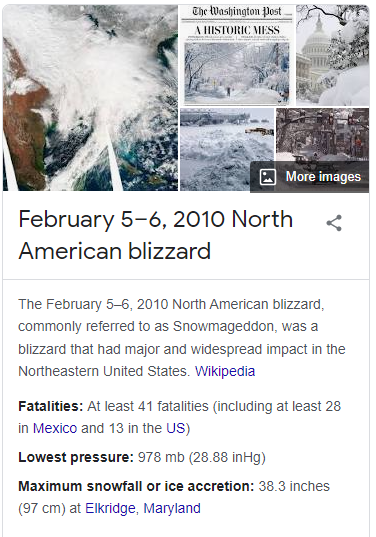 The Washington Post
A HISTORIC MESS
More images
February 5–6, 2010 North
American blizzard
The February 5–6, 2010 North American blizzard,
commonly referred to as Snowmageddon, was a
blizzard that had major and widespread impact in the
Northeastern United States. Wikipedia
Fatalities: At least 41 fatalities (including at least 28
in Mexico and 13 in the US)
Lowest pressure: 978 mb (28.88 inHg)
Maximum snowfall or ice accretion: 38.3 inches
(97 cm) at Elkridge, Maryland